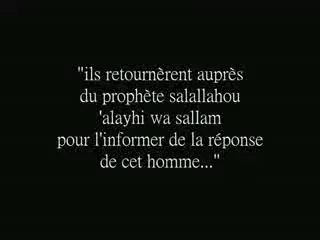 "ils retournèrent auprès
du prophète salallahou
'alayhi wa sallam
pour l'informer de la réponse
de cet homme..."